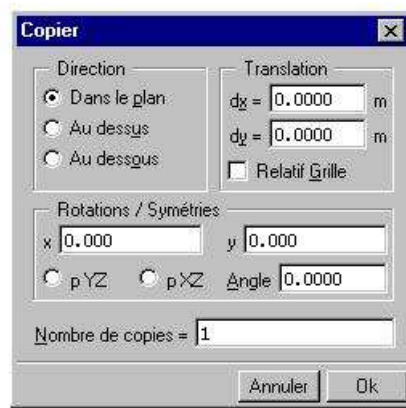 Copier
Direction
Dans le plan
Au dessus
Au dessous
Translation
dx = 0.0000 m
dy = 0.0000 m
Relatif Grille
Rotations / Symétries
x 0.000 y 0.000
p YZ p XZ Angle 0.0000
Nombre de copies = 1
Annuler Ok